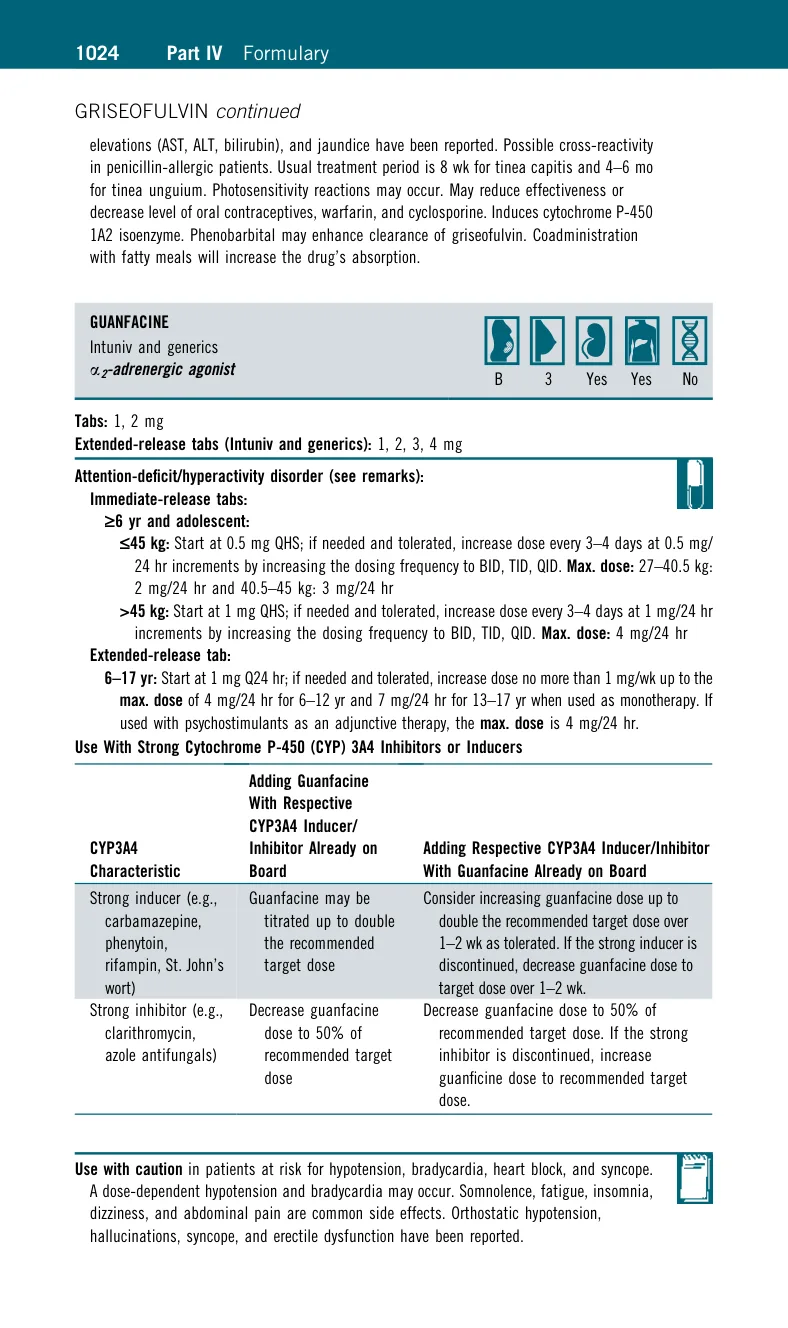 1024 Part IV Formulary
GRISEOFULVIN continued
elevations (AST, ALT, bilirubin), and jaundice have been reported. Possible cross-reactivity
in penicillin-allergic patients. Usual treatment period is 8 wk for tinea capitis and 4–6 mo
for tinea unguium. Photosensitivity reactions may occur. May reduce effectiveness or
decrease level of oral contraceptives, warfarin, and cyclosporine. Induces cytochrome P-450
1A2 isoenzyme. Phenobarbital may enhance clearance of griseofulvin. Coadministration
with fatty meals will increase the drug's absorption.
GUANFACINE
Intuniv and generics
α2-adrenergic agonist
B 3 Yes Yes No
Tabs: 1, 2 mg
Extended-release tabs (Intuniv and generics): 1, 2, 3, 4 mg
Attention-deficit/hyperactivity disorder (see remarks):
Immediate-release tabs:
≥6 yr and adolescent:
≤45 kg: Start at 0.5 mg QHS; if needed and tolerated, increase dose every 3–4 days at 0.5 mg/
24 hr increments by increasing the dosing frequency to BID, TID, QID. Max. dose: 27–40.5 kg:
2 mg/24 hr and 40.5–45 kg: 3 mg/24 hr
>45 kg: Start at 1 mg QHS; if needed and tolerated, increase dose every 3–4 days at 1 mg/24 hr
increments by increasing the dosing frequency to BID, TID, QID. Max. dose: 4 mg/24 hr
Extended-release tab:
6–17 yr: Start at 1 mg Q24 hr; if needed and tolerated, increase dose no more than 1 mg/wk up to the
max. dose of 4 mg/24 hr for 6–12 yr and 7 mg/24 hr for 13–17 yr when used as monotherapy. If
used with psychostimulants as an adjunctive therapy, the max. dose is 4 mg/24 hr.
Use With Strong Cytochrome P-450 (CYP) 3A4 Inhibitors or Inducers
CYP3A4
Characteristic
Adding Guanfacine
With Respective
CYP3A4 Inducer/
Inhibitor Already on
Board
Adding Respective CYP3A4 Inducer/Inhibitor
With Guanfacine Already on Board
Strong inducer (e.g.,
carbamazepine,
phenytoin,
rifampin, St. John's
wort)
Guanfacine may be
titrated up to double
the recommended
target dose
Consider increasing guanfacine dose up to
double the recommended target dose over
1–2 wk as tolerated. If the strong inducer is
discontinued, decrease guanfacine dose to
target dose over 1–2 wk.
Strong inhibitor (e.g.,
clarithromycin,
azole antifungals)
Decrease guanfacine
dose to 50% of
recommended target
dose
Decrease guanfacine dose to 50% of
recommended target dose. If the strong
inhibitor is discontinued, increase
guanficine dose to recommended target
dose.
Use with caution in patients at risk for hypotension, bradycardia, heart block, and syncope.
A dose-dependent hypotension and bradycardia may occur. Somnolence, fatigue, insomnia,
dizziness, and abdominal pain are common side effects. Orthostatic hypotension,
hallucinations, syncope, and erectile dysfunction have been reported.